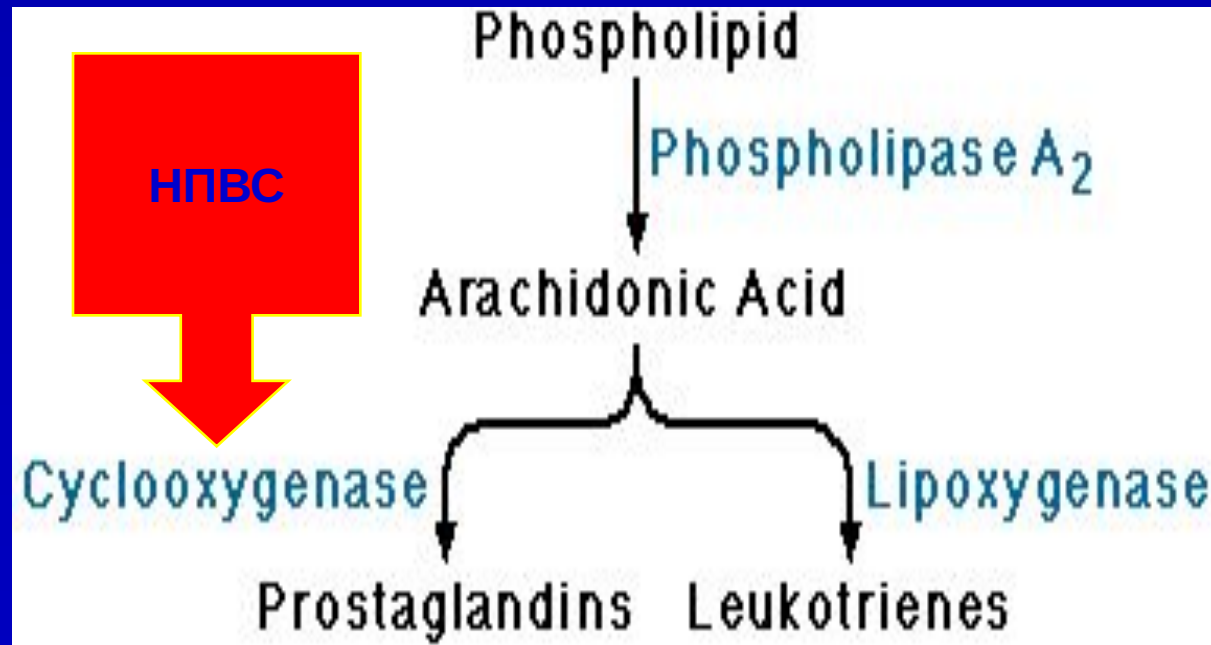 Phospholipid
НПВС
Phospholipase A2
Arachidonic Acid
Cyclooxygenase
Lipoxygenase
Prostaglandins
Leukotrienes